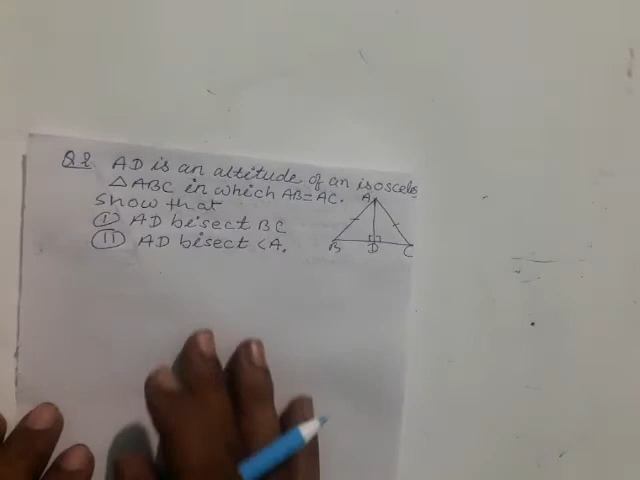 Q2 AD is an altitude of an isosceles
△ABC in which AB=AC.
Show that
(I) AD bisect BC
(II) AD bisect <A.
A
B D C